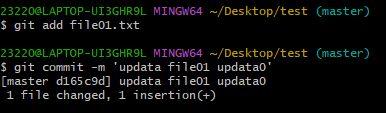 23220@LAPTOP-UI3GHR9L MINGW64 ~/Desktop/test (master)
$ git add file01.txt
23220@LAPTOP-UI3GHR9L MINGW64 ~/Desktop/test (master)
$ git commit -m 'updata file01 updata0'
[master d165c9d] updata file01 updata0
 1 file changed, 1 insertion(+)